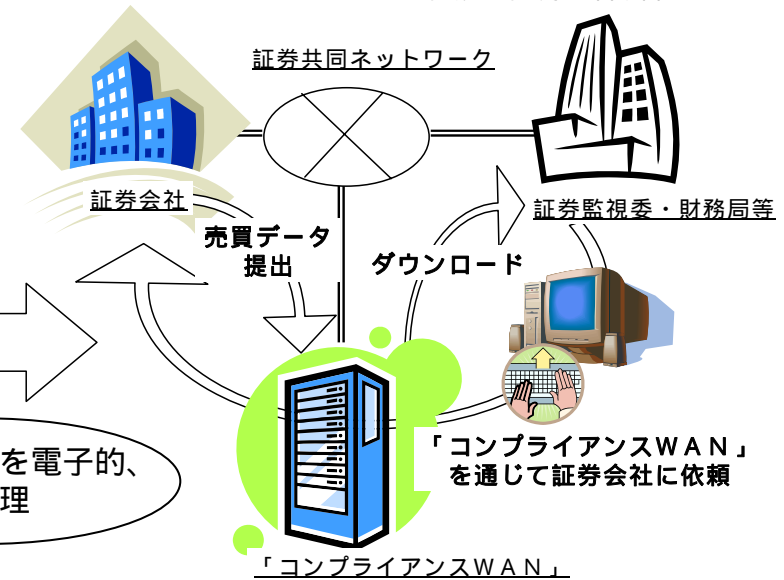 証券共同ネットワーク
証券会社
証券監視委・財務局等
売買データ
提出
ダウンロード
「コンプライアンスＷＡＮ」
を通じて証券会社に依頼
を電子的、
理
「コンプライアンスＷＡＮ」